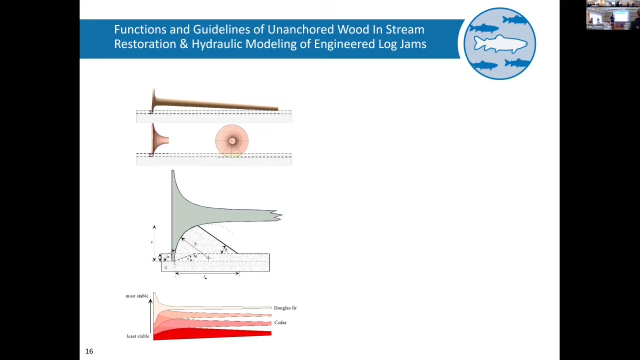 Functions and Guidelines of Unanchored Wood In Stream
Restoration & Hydraulic Modeling of Engineered Log Jams
most stable
Douglas fir
Cedar
least stable
16